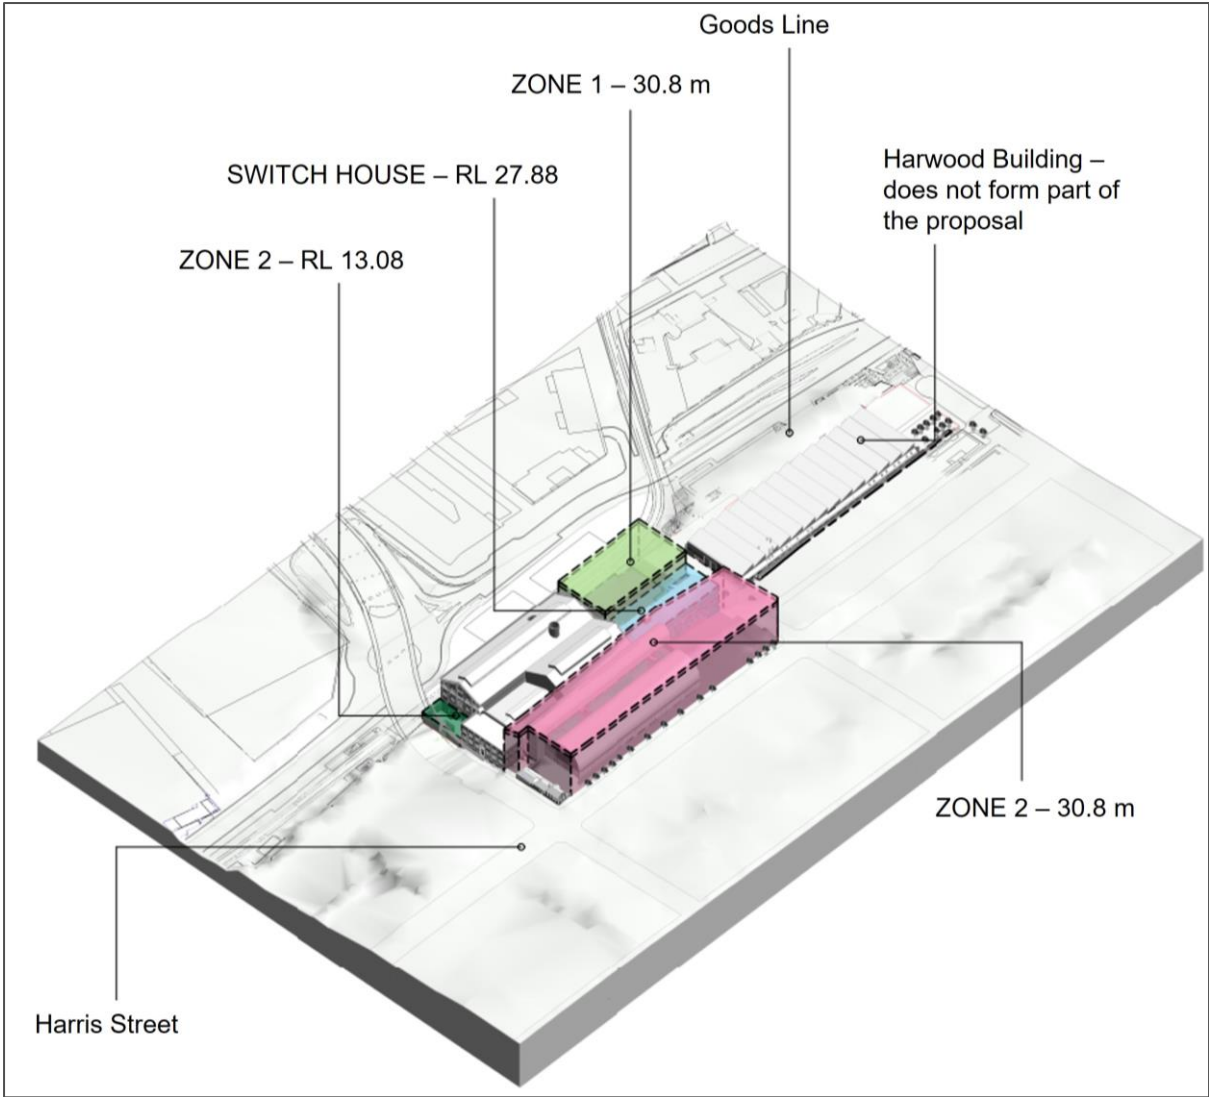 Goods Line
ZONE 1 – 30.8 m
SWITCH HOUSE – RL 27.88
Harwood Building –
does not form part of
the proposal
ZONE 2 – RL 13.08
ZONE 2 – 30.8 m
Harris Street